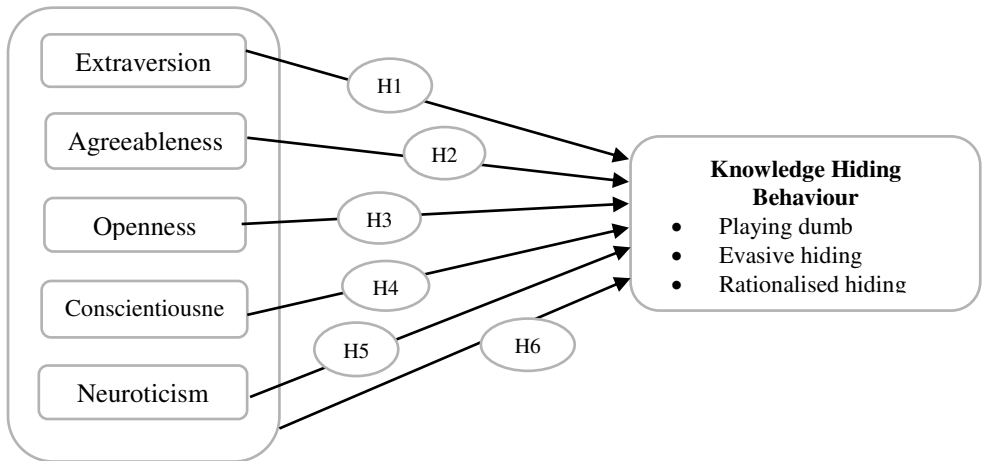 Extraversion
H1
Agreeableness
H2
Openness
H3
Conscientiousne
H4
Neuroticism
H5
H6
Knowledge Hiding
Behaviour
• Playing dumb
• Evasive hiding
• Rationalised hiding